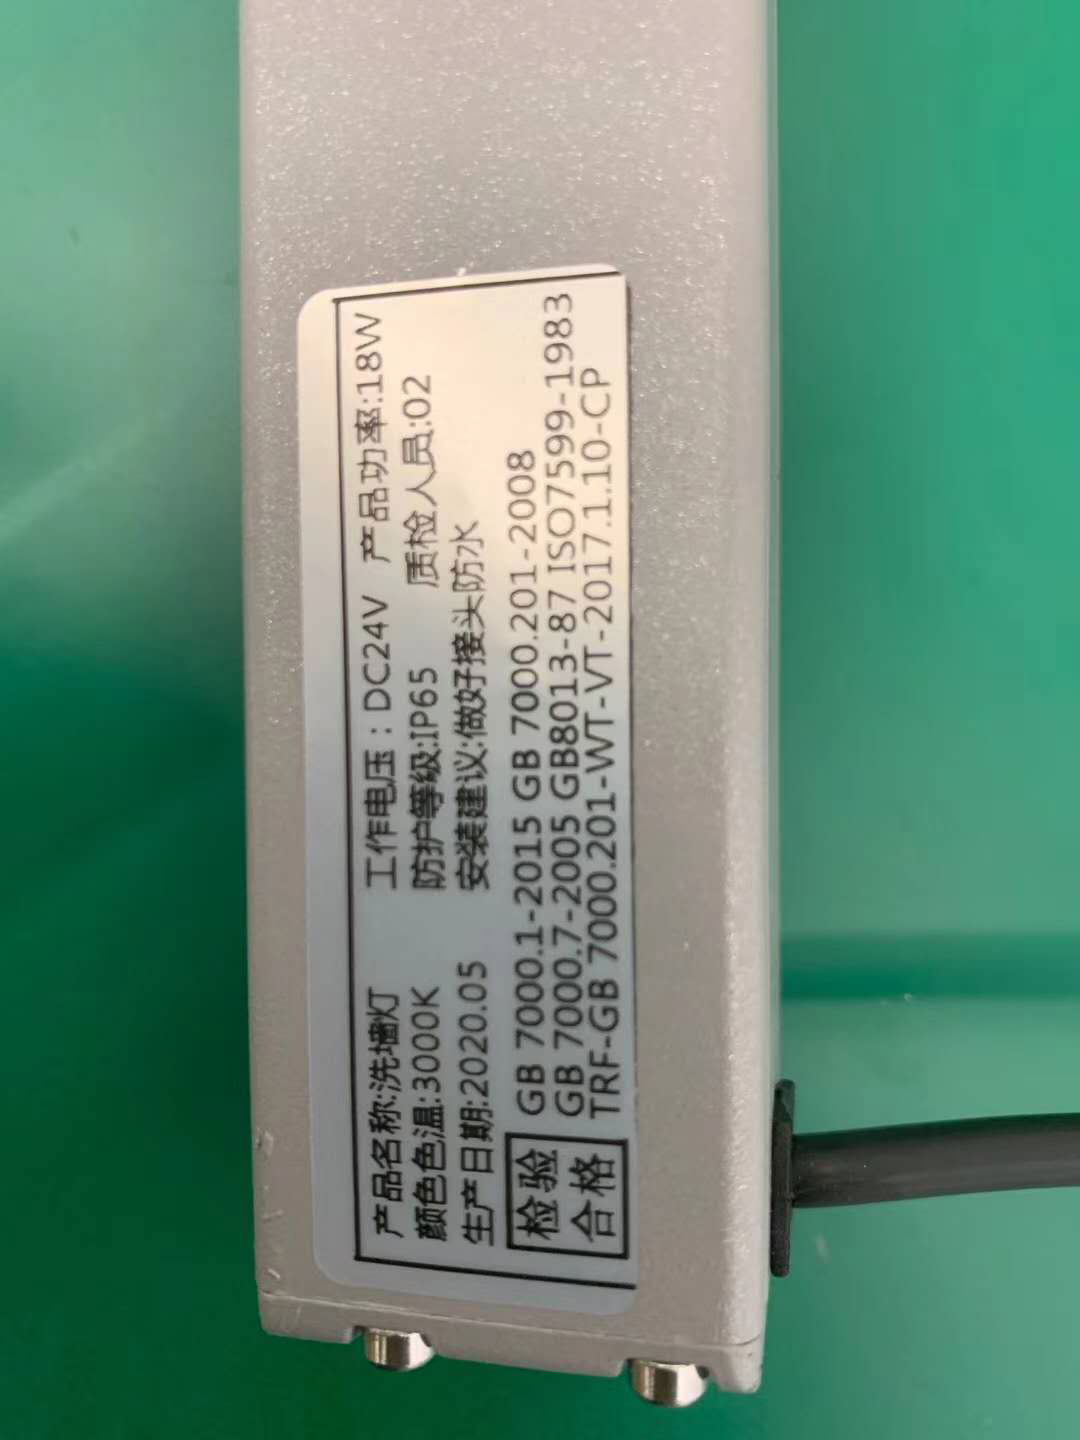 产品名称:洗墙灯 工作电压：DC24V 产品功率:18W
颜色色温:3000K 防护等级:IP65 质检人员:02
生产日期:2020.05 安装建议:做好接头防水
检验
合格
GB 7000.1-2015 GB 7000.201-2008
GB 7000.7-2005 GB8013-87 ISO7599-1983
TRF-GB 7000.201-WT-VT-2017.1.10-CP